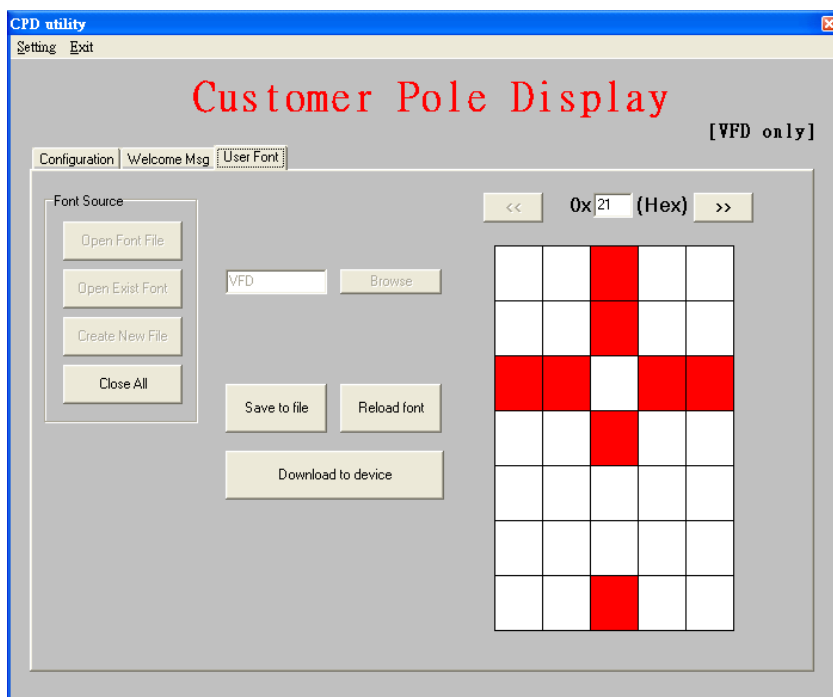 CPD utility
Setting Exit
Customer Pole Display
[VFD only]
Configuration Welcome Msg User Font
Font Source
<< 0x 21 (Hex) >>
Open Font File
VFD Browse
Open Exist Font
Create New File
Close All
Save to file Reload font
Download to device